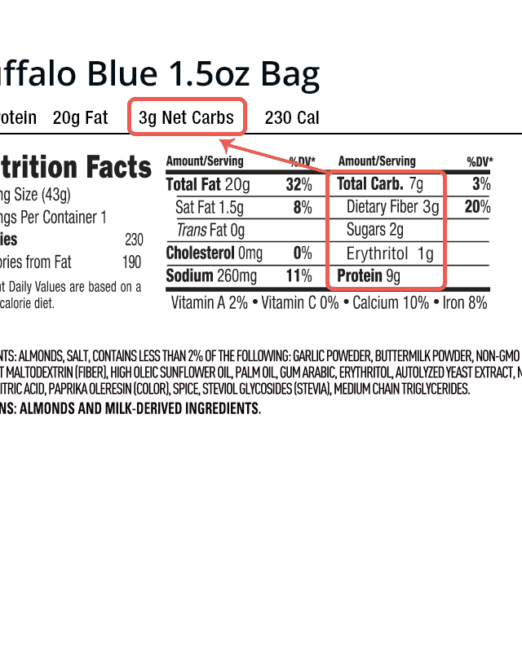 ffalo Blue 1.5oz Bag
otein 20g Fat 3g Net Carbs 230 Cal
trition Facts
ng Size (43g)
ngs Per Container 1
ies 230
ories from Fat 190
t Daily Values are based on a
calorie diet.
Amount/Serving %DV* Amount/Serving %DV*
Total Fat 20g 32% Total Carb. 7g 3%
Sat Fat 1.5g 8% Dietary Fiber 3g 20%
Trans Fat 0g Sugars 2g
Cholesterol 0mg 0% Erythritol 1g
Sodium 260mg 11% Protein 9g
Vitamin A 2% • Vitamin C 0% • Calcium 10% • Iron 8%
NTS: ALMONDS, SALT, CONTAINS LESS THAN 2% OF THE FOLLOWING: GARLIC POWEDER, BUTTERMILK POWDER, NON-GMO
T MALTODEXTRIN (FIBER), HIGH OLEIC SUNFLOWER OIL, PALM OIL, GUM ARABIC, ERYTHRITOL, AUTOLYZED YEAST EXTRACT, N
ITRIC ACID, PAPRIKA OLERESIN (COLOR), SPICE, STEVIOL GLYCOSIDES (STEVIA), MEDIUM CHAIN TRIGLYCERIDES.
NS: ALMONDS AND MILK-DERIVED INGREDIENTS.